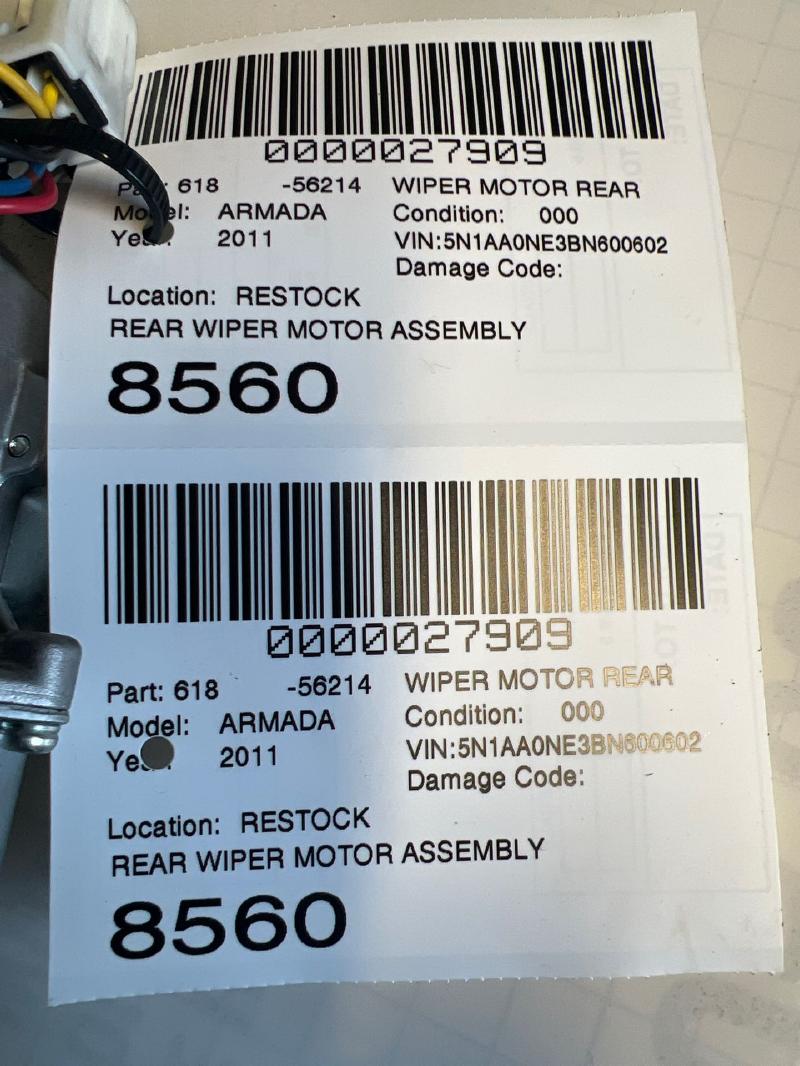 0000027909
Part: 618 -56214 WIPER MOTOR REAR
Model: ARMADA Condition: 000
Year: 2011 VIN:5N1AA0NE3BN600602
Damage Code:
Location: RESTOCK
REAR WIPER MOTOR ASSEMBLY
8560
0000027909
Part: 618 -56214 WIPER MOTOR REAR
Model: ARMADA Condition: 000
Year: 2011 VIN:5N1AA0NE3BN600602
Damage Code:
Location: RESTOCK
REAR WIPER MOTOR ASSEMBLY
8560